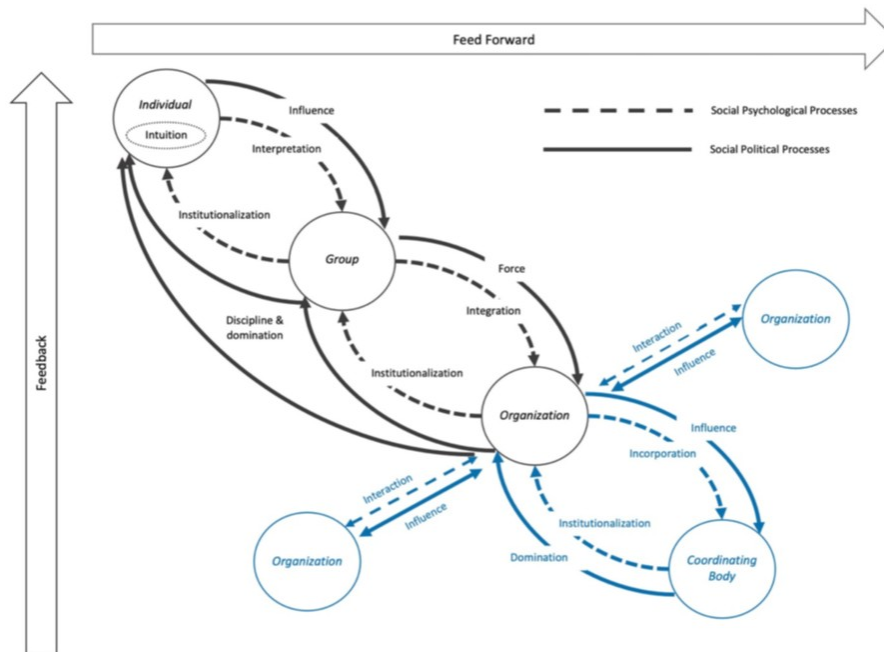 Feed Forward
Individual
Intuition
Influence
Interpretation
Social Psychological Processes
Social Political Processes
Institutionalization
Group
Force
Integration
Discipline &
domination
Institutionalization
Organization
Interaction
Influence
Organization
Influence
Incorporation
Interaction
Influence
Organization
Institutionalization
Domination
Coordinating
Body
Feedback